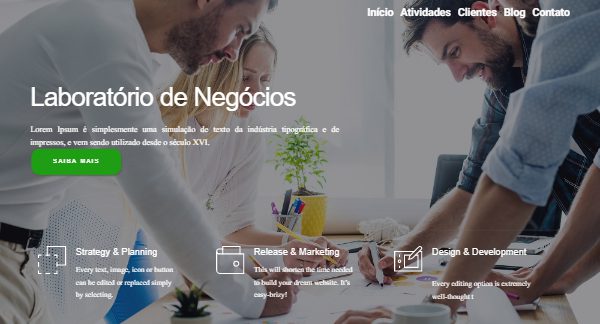 Início Atividades Clientes Blog Contato
Laboratório de Negócios
Lorem Ipsum é simplesmente uma simulação de texto da indústria tipográfica e de
impressos, e vem sendo utilizado desde o século XVI.
SAIBA MAIS
Strategy & Planning
Every text, image, icon or button
can be edited or replaced simply
by selecting.
Release & Marketing
This will shorten the time needed
to build your dream website. It's
easy-brizy!
Design & Development
Every editing option is extremely
well-thought t